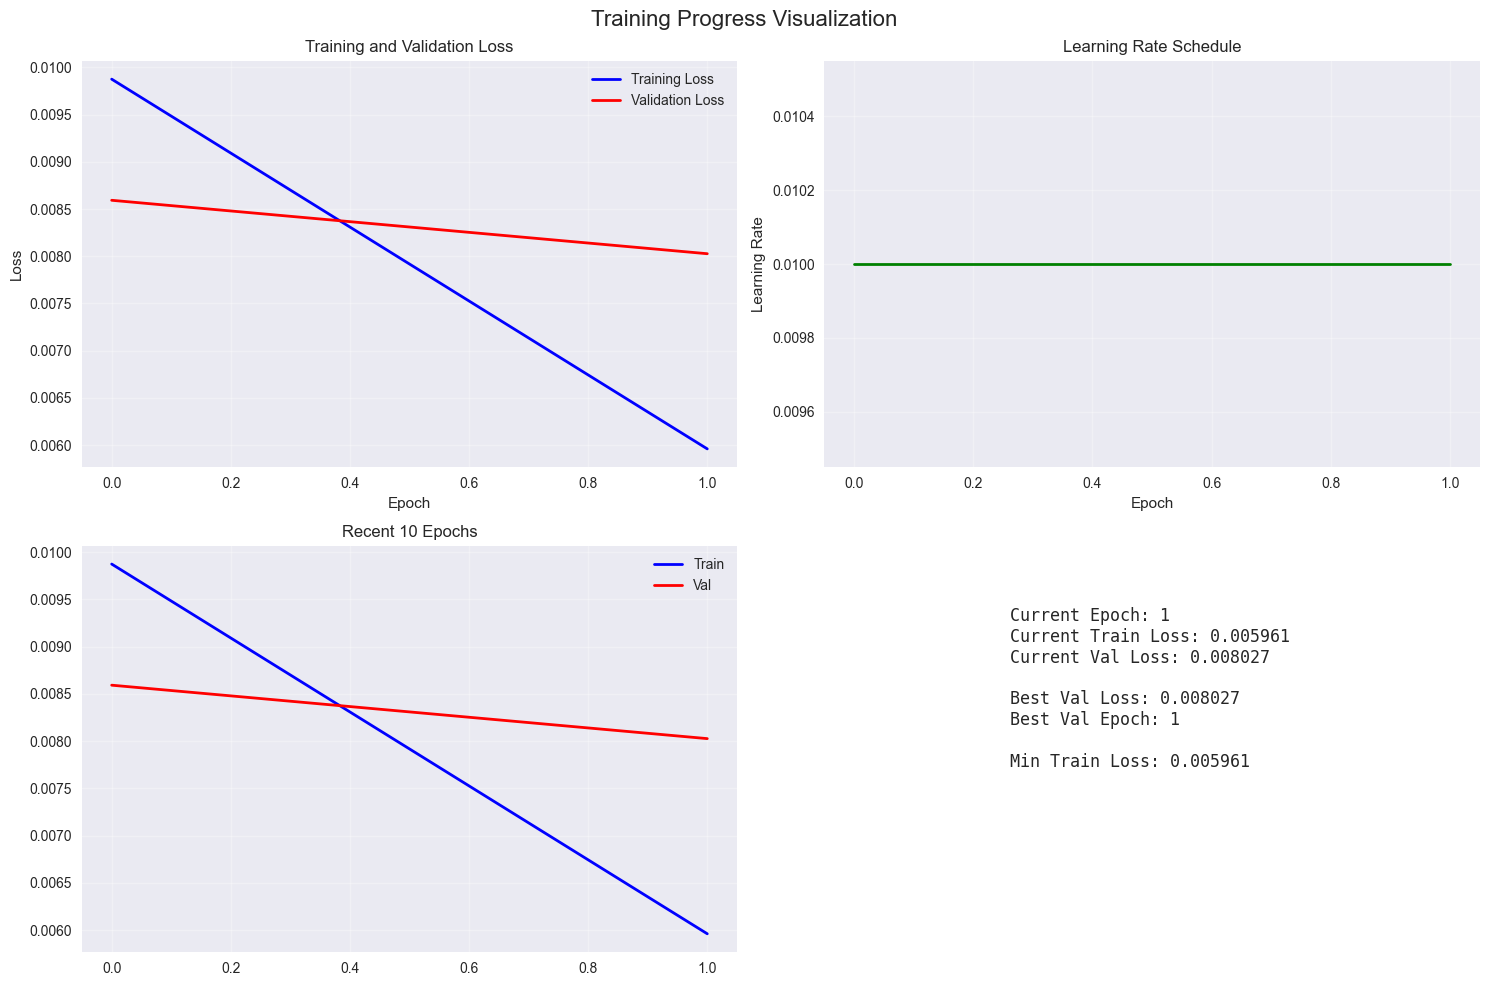 Training Progress Visualization
Training and Validation Loss
0.0100
0.0095
0.0090
0.0085
0.0080
0.0075
0.0070
0.0065
0.0060
Loss
Training Loss
Validation Loss
0.0 0.2 0.4 0.6 0.8 1.0
Epoch
Learning Rate Schedule
0.0104
0.0102
0.0100
0.0098
0.0096
Learning Rate
0.0 0.2 0.4 0.6 0.8 1.0
Epoch
Recent 10 Epochs
0.0100
0.0095
0.0090
0.0085
0.0080
0.0075
0.0070
0.0065
0.0060
Train
Val
0.0 0.2 0.4 0.6 0.8 1.0
Current Epoch: 1
Current Train Loss: 0.005961
Current Val Loss: 0.008027
Best Val Loss: 0.008027
Best Val Epoch: 1
Min Train Loss: 0.005961